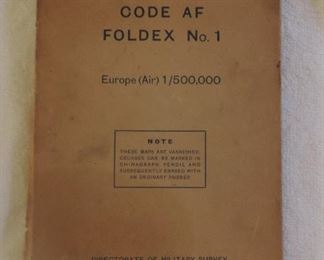 CODE AF
FOLDEX No. 1
Europe (Air) 1/500,000
NOTE
THESE MAPS ARE VARNISHED.
COURSES CAN BE MARKED IN
CHINAGRAPH PENCIL AND
SUBSEQUENTLY ERASED WITH
AN ORDINARY RUBBER
DIRECTORATE OF MILITARY SURVEY